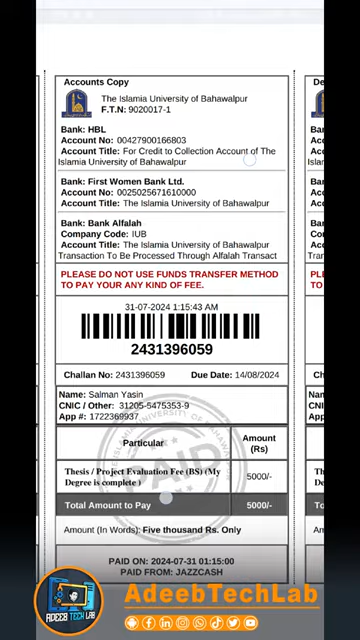 Accounts Copy
The Islamia University of Bahawalpur
F.T.N: 9020017-1
Bank: HBL
Account No: 00427900166803
Account Title: For Credit to Collection Account of The
Islamia University of Bahawalpur
Bank: First Women Bank Ltd.
Account No: 0025025671610000
Account Title: The Islamia University of Bahawalpur
Bank: Bank Alfalah
Company Code: IUB
Account Title: The Islamia University of Bahawalpur
Transaction To be Processed Through Alfalah Transact
PLEASE DO NOT USE FUNDS TRANSFER METHOD
TO PAY YOUR ANY KIND OF FEE.
31-07-2024 1:15:43 AM
2431396059
Challan No: 2431396059 Due Date: 14/08/2024
Name: Salman Yasin
CNIC / Other: 31205-5475353-9
App #: 1722369937
Particular Amount
(Rs)
Thesis / Project Evaluation Fee (BS) (My
Degree is complete ) 5000/-
Total Amount to Pay 5000/-
Amount (In Words): Five thousand Rs. Only
PAID
PAID ON: 2024-07-31 01:15:00
PAID FROM: JAZZCASH
ADEEB TECH LAB
AdeebTechLab